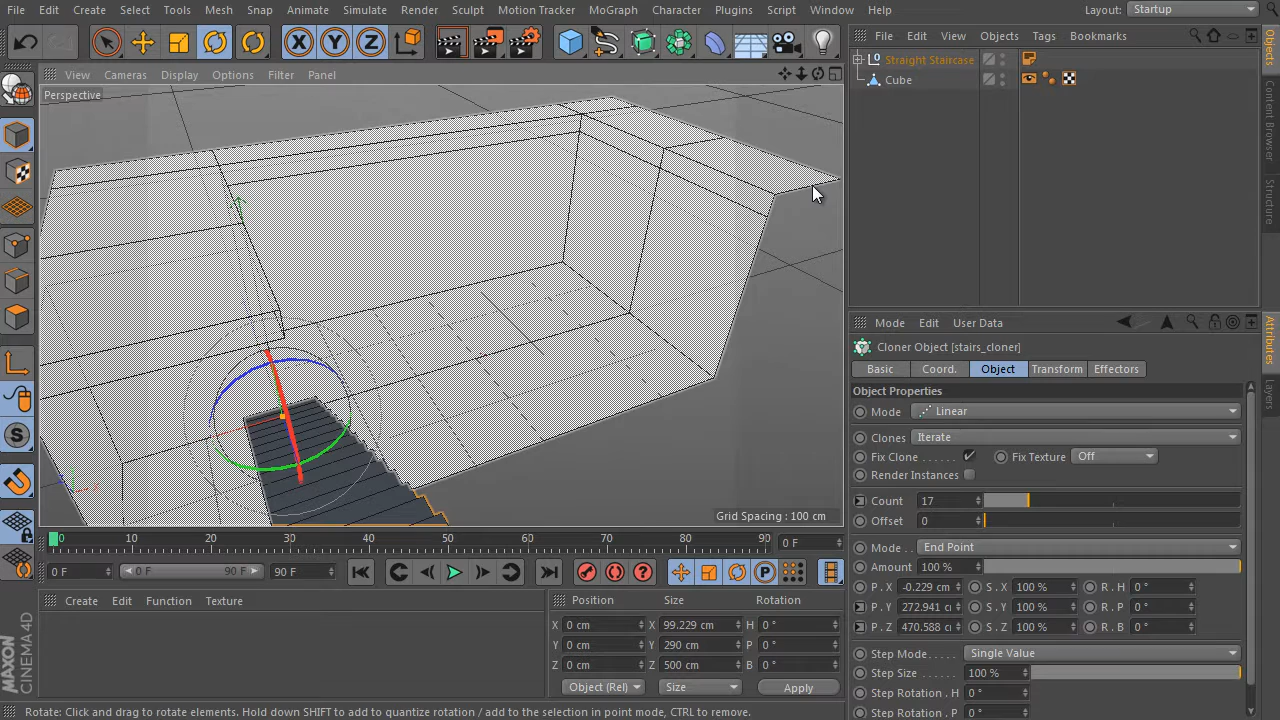 File Edit Create Select Tools Mesh Snap Animate Simulate Render Sculpt Motion Tracker MoGraph Character Plugins Script Window Help Layout: Startup
X Y Z
File Edit View Objects Tags Bookmarks
View Cameras Display Options Filter Panel
Perspective
Straight Staircase
Cube
Objects
Content Browser
Structure
Mode Edit User Data
Cloner Object [stairs_cloner]
Basic Coord. Object Transform Effectors
Object Properties
Mode Linear
Clones Iterate
Fix Clone Fix Texture Off
Render Instances
Count 17
Offset 0
Mode End Point
Amount 100 %
P . X -0.229 cm S . X 100 % R . H 0 °
P . Y 272.941 c S . Y 100 % R . P 0 °
P . Z 470.588 cm S . Z 100 % R . B 0 °
Step Mode Single Value
Step Size 100 %
Step Rotation . H 0 °
Step Rotation . P 0 °
Attributes
Layers
Grid Spacing : 100 cm
0 10 20 30 40 50 60 70 80 90 0 F
0 F 0 F 90 F 90 F
Create Edit Function Texture
Position Size Rotation
X 0 cm X 99.229 cm H 0 °
Y 0 cm Y 290 cm P 0 °
Z 0 cm Z 500 cm B 0 °
Object (Rel) Size Apply
MAXON CINEMA 4D
Rotate: Click and drag to rotate elements. Hold down SHIFT to add to quantize rotation / add to the selection in point mode, CTRL to remove.